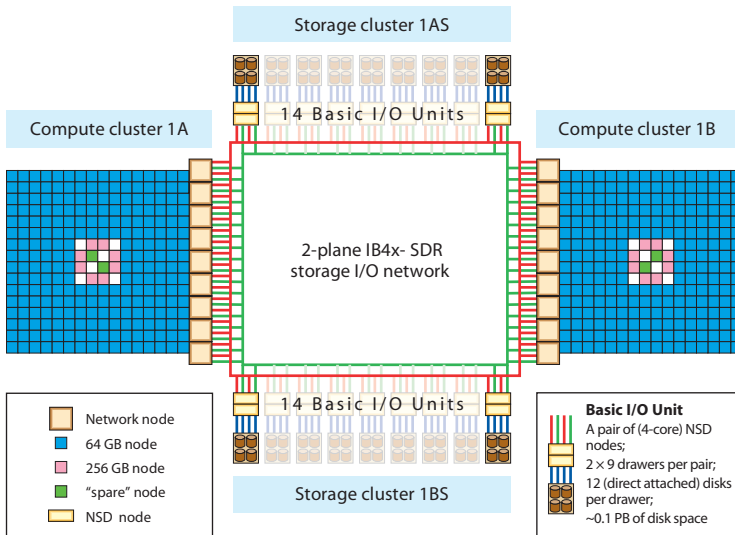 Storage cluster 1AS
14 Basic I/O Units
Compute cluster 1A
Compute cluster 1B
2-plane IB4x- SDR
storage I/O network
14 Basic I/O Units
Storage cluster 1BS
Network node
64 GB node
256 GB node
“spare” node
NSD node
Basic I/O Unit
A pair of (4-core) NSD
nodes;
2 × 9 drawers per pair;
12 (direct attached) disks
per drawer;
~0.1 PB of disk space